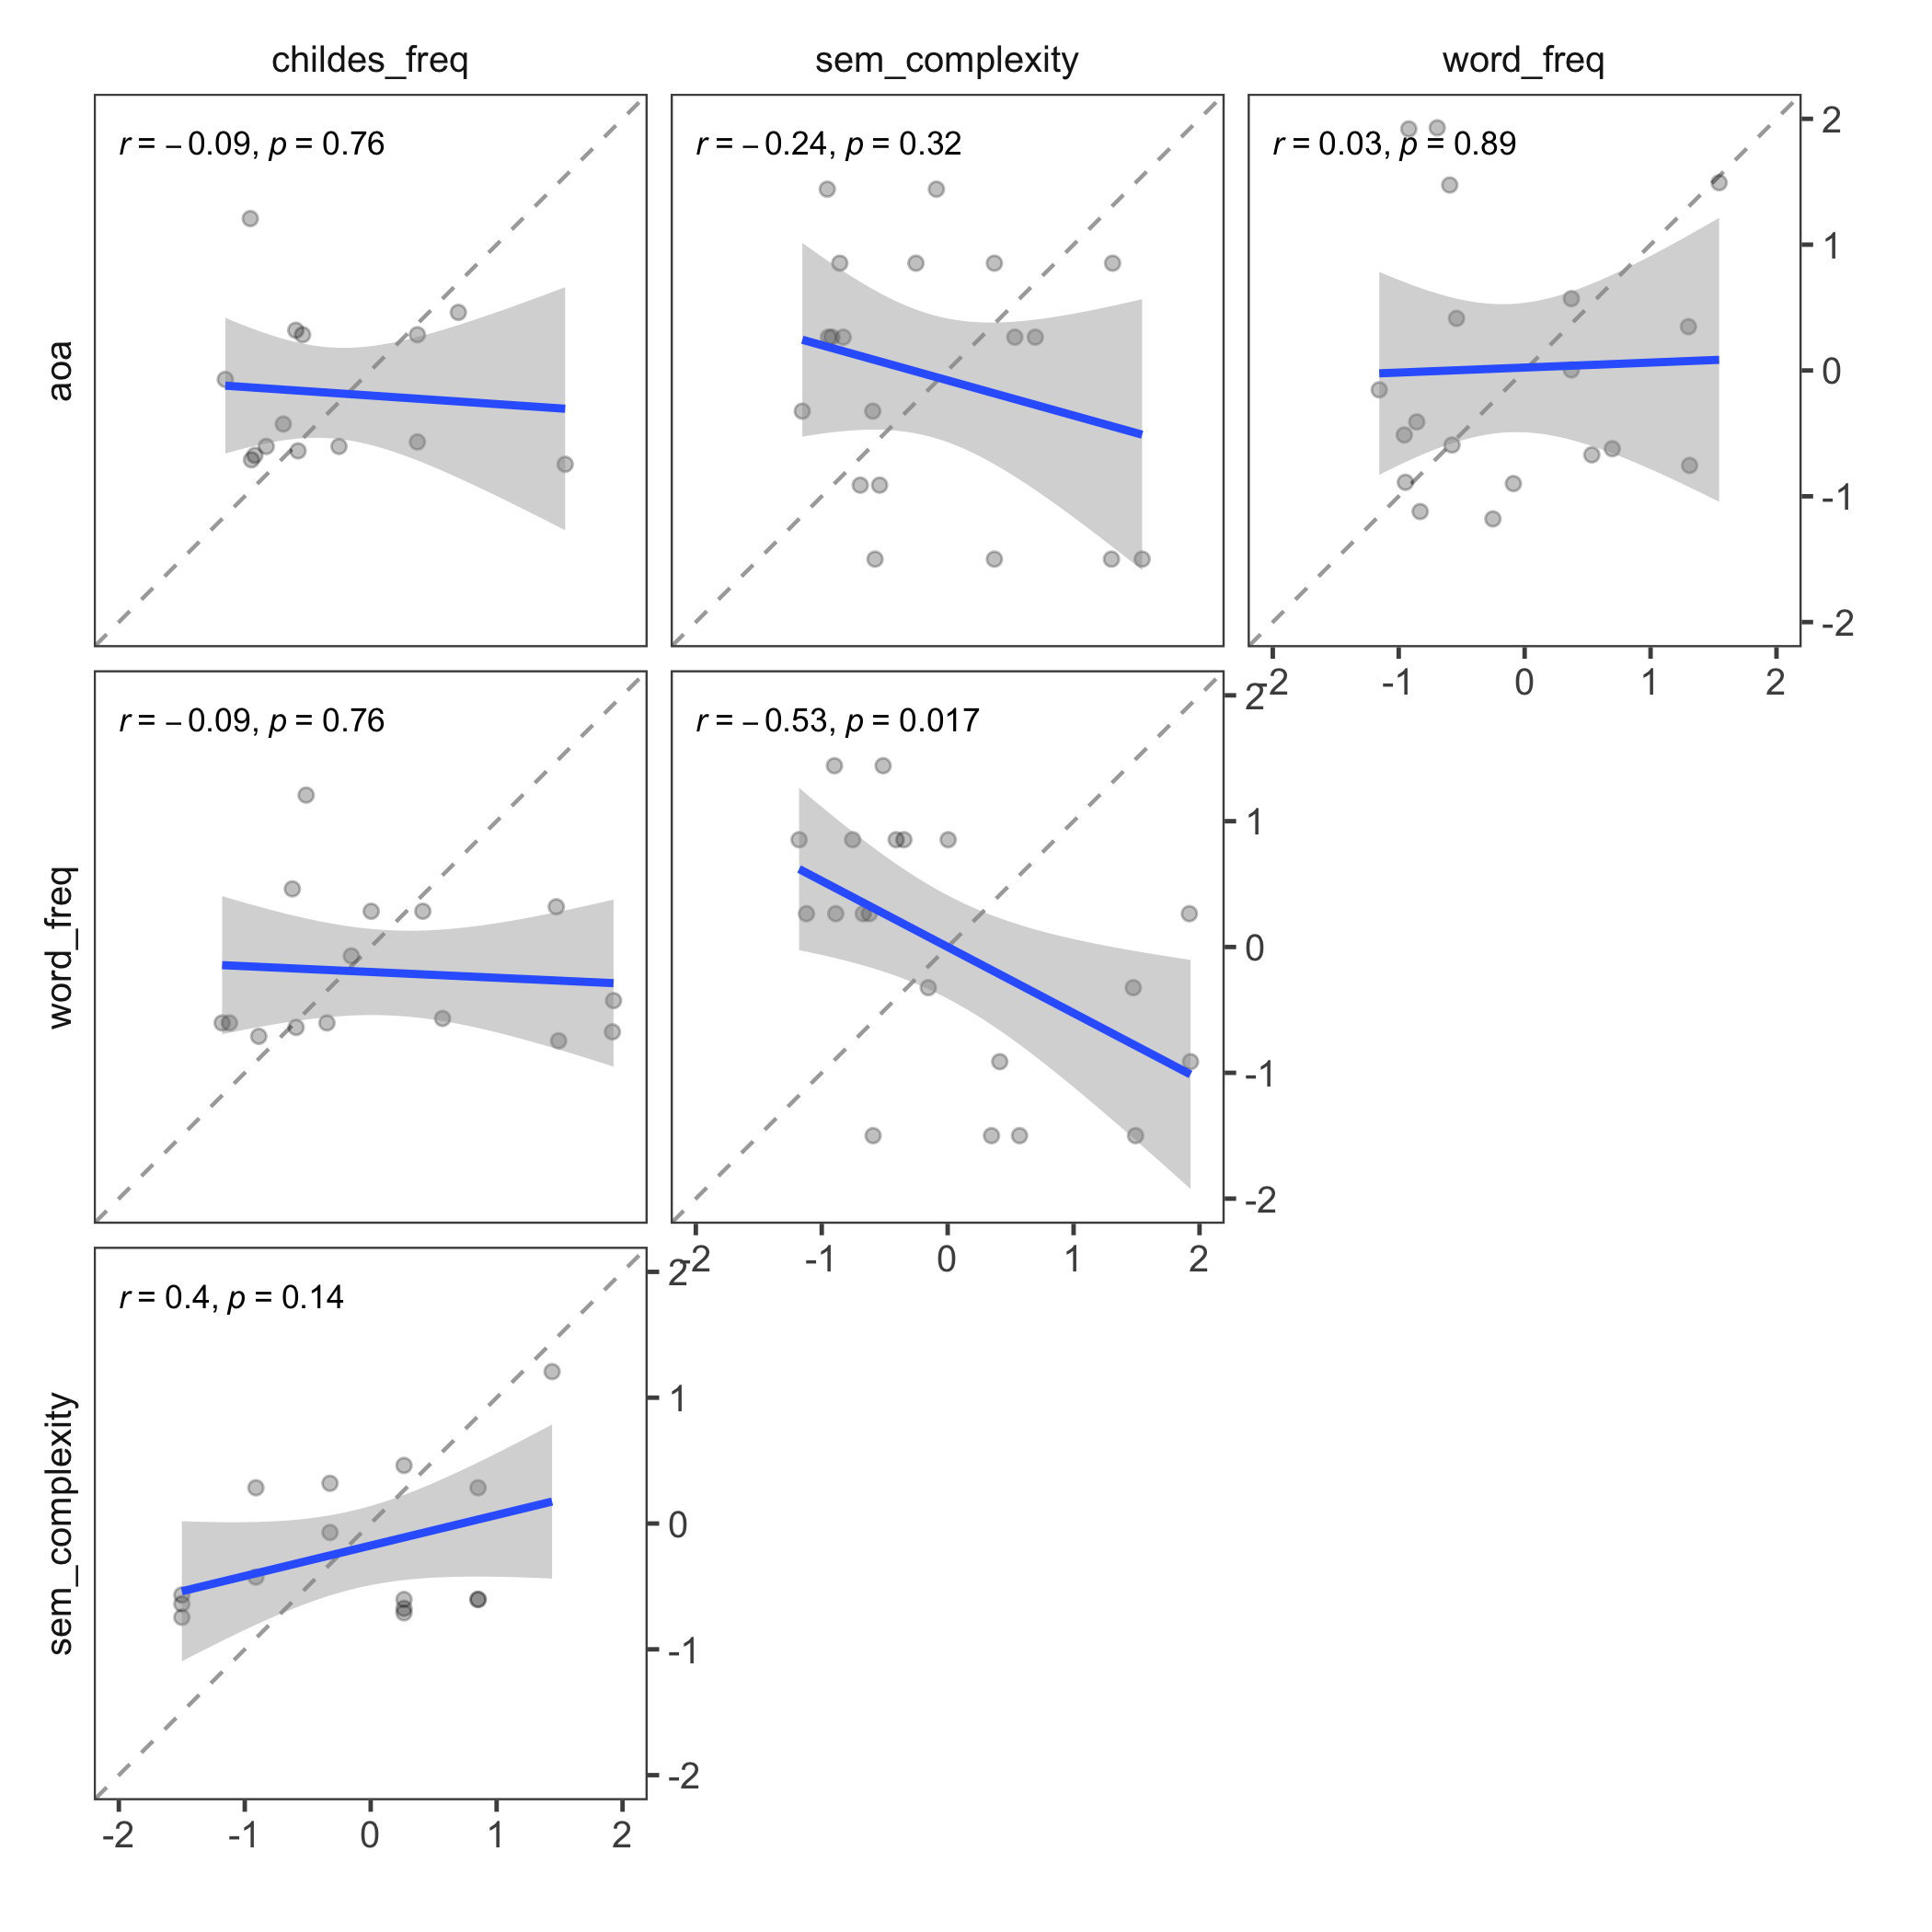 childes_freq sem_complexity word_freq
aoa
r = −0.09, p = 0.76
r = −0.24, p = 0.32
r = 0.03, p = 0.89
2
1
0
-1
-2
-2 -1 0 1 2
word_freq
r = −0.09, p = 0.76
r = −0.53, p = 0.017
2
1
0
-1
-2
-2 -1 0 1 2
sem_complexity
r = 0.4, p = 0.14
2
1
0
-1
-2
-2 -1 0 1 2